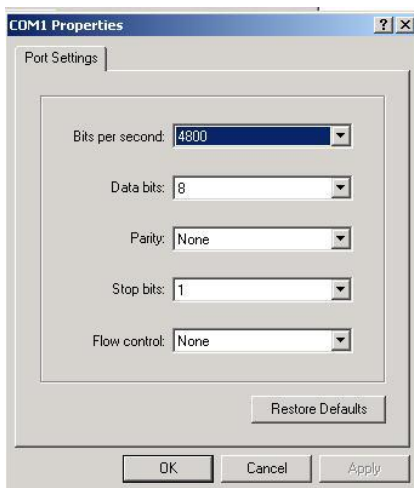 COM1 Properties
Port Settings
Bits per second: 4800
Data bits: 8
Parity: None
Stop bits: 1
Flow control: None
Restore Defaults
OK Cancel Apply